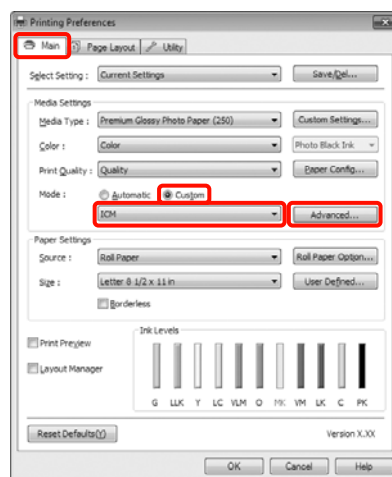 Printing Preferences
Main Page Layout Utility
Select Setting : Current Settings Save/Del...
Media Settings
Media Type : Premium Glossy Photo Paper (250) Custom Settings...
Color : Color Photo Black Ink
Print Quality : Quality Paper Config...
Mode : Automatic Custom
ICM Advanced...
Paper Settings
Source : Roll Paper Roll Paper Option...
Size : Letter 8 1/2 x 11 in User Defined...
Borderless
Ink Levels
Print Preview
Layout Manager
G LLK Y LC VLM O MK VM LK C PK
Reset Defaults(Y) Version X.XX
OK Cancel Help